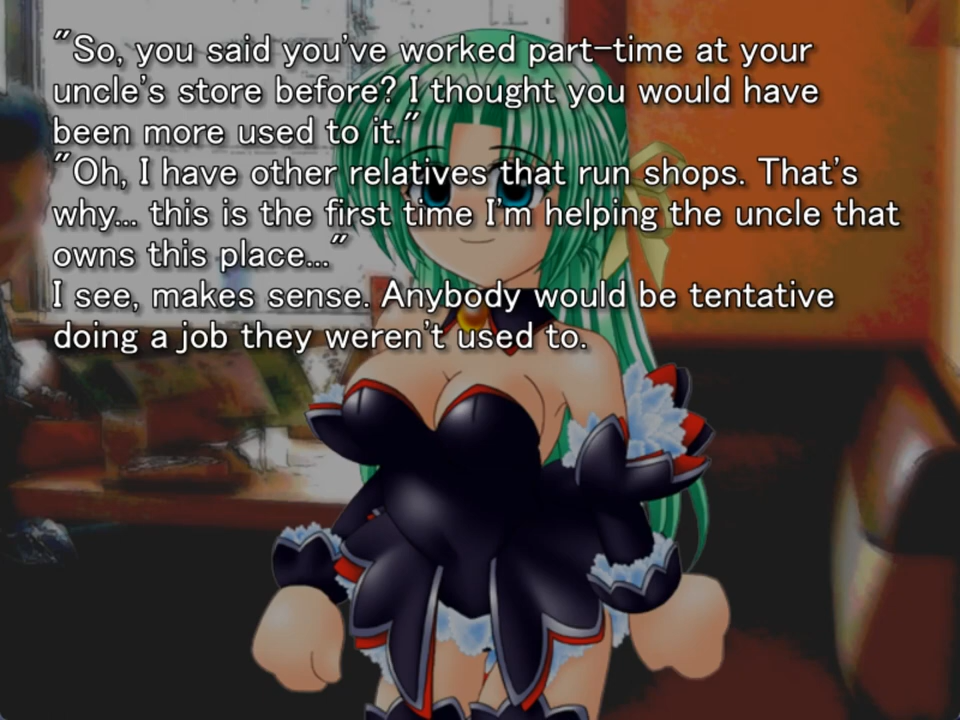 "So, you said you've worked part-time at your
uncle's store before? I thought you would have
been more used to it."
"Oh, I have other relatives that run shops. That's
why... this is the first time I'm helping the uncle that
owns this place..."
I see, makes sense. Anybody would be tentative
doing a job they weren't used to.